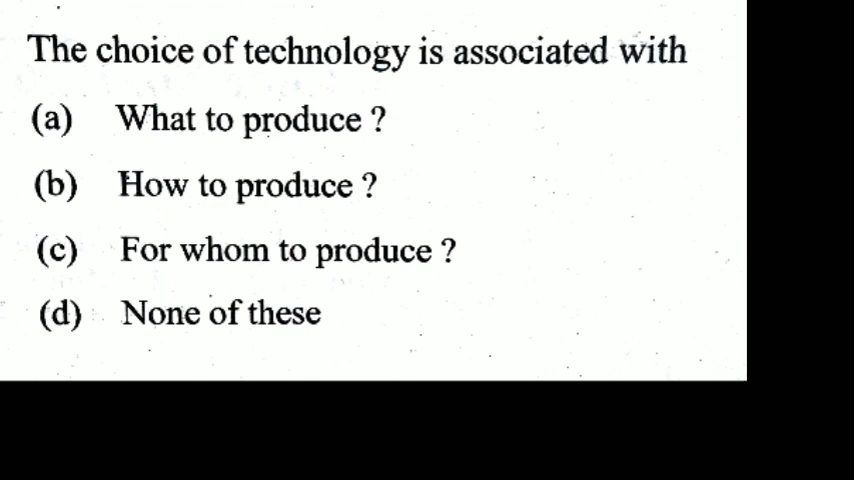 The choice of technology is associated with
(a) What to produce ?
(b) How to produce ?
(c) For whom to produce ?
(d) None of these